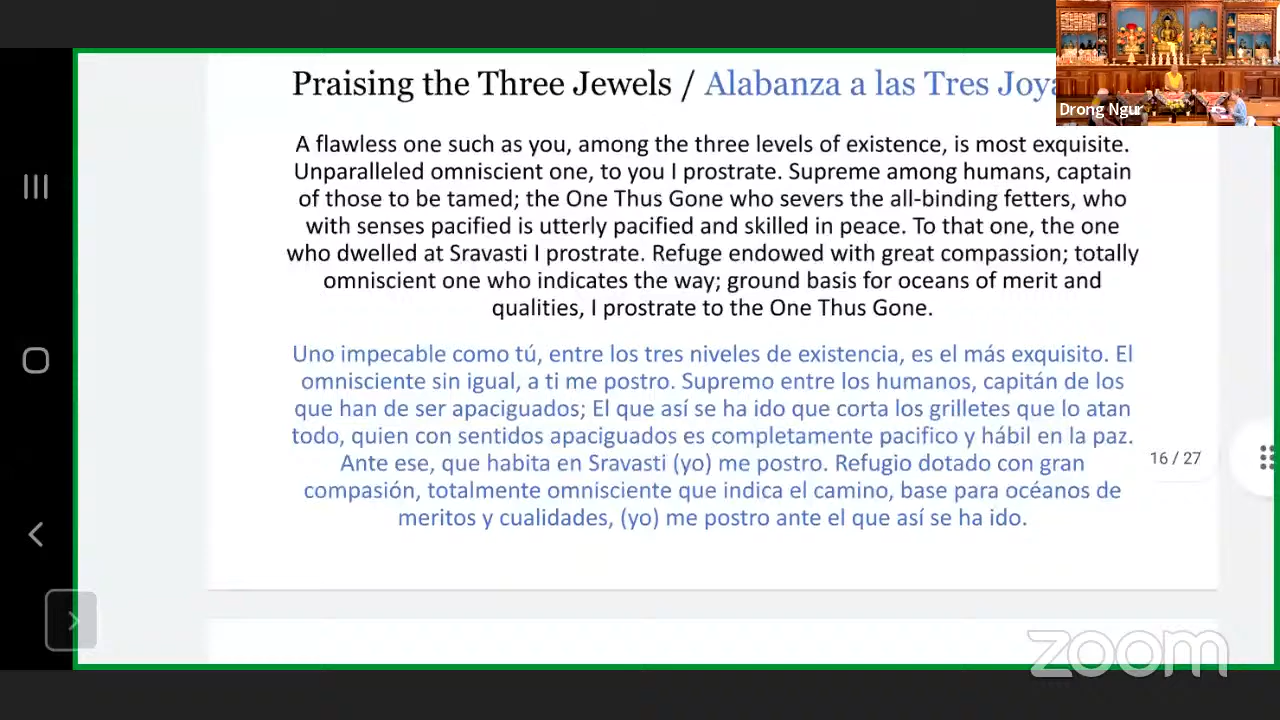 Praising the Three Jewels / Alabanza a las Tres Joya
Drong Ngur
A flawless one such as you, among the three levels of existence, is most exquisite.
Unparalleled omniscient one, to you I prostrate. Supreme among humans, captain
of those to be tamed; the One Thus Gone who severs the all-binding fetters, who
with senses pacified is utterly pacified and skilled in peace. To that one, the one
who dwelled at Sravasti I prostrate. Refuge endowed with great compassion; totally
omniscient one who indicates the way; ground basis for oceans of merit and
qualities, I prostrate to the One Thus Gone.
Uno impecable como tú, entre los tres niveles de existencia, es el más exquisito. El
omnisciente sin igual, a ti me postro. Supremo entre los humanos, capitán de los
que han de ser apaciguados; El que así se ha ido que corta los grilletes que lo atan
todo, quien con sentidos apaciguados es completamente pacifico y hábil en la paz.
Ante ese, que habita en Sravasti (yo) me postro. Refugio dotado con gran
compasión, totalmente omnisciente que indica el camino, base para océanos de
meritos y cualidades, (yo) me postro ante el que así se ha ido.
16 / 27
zoom